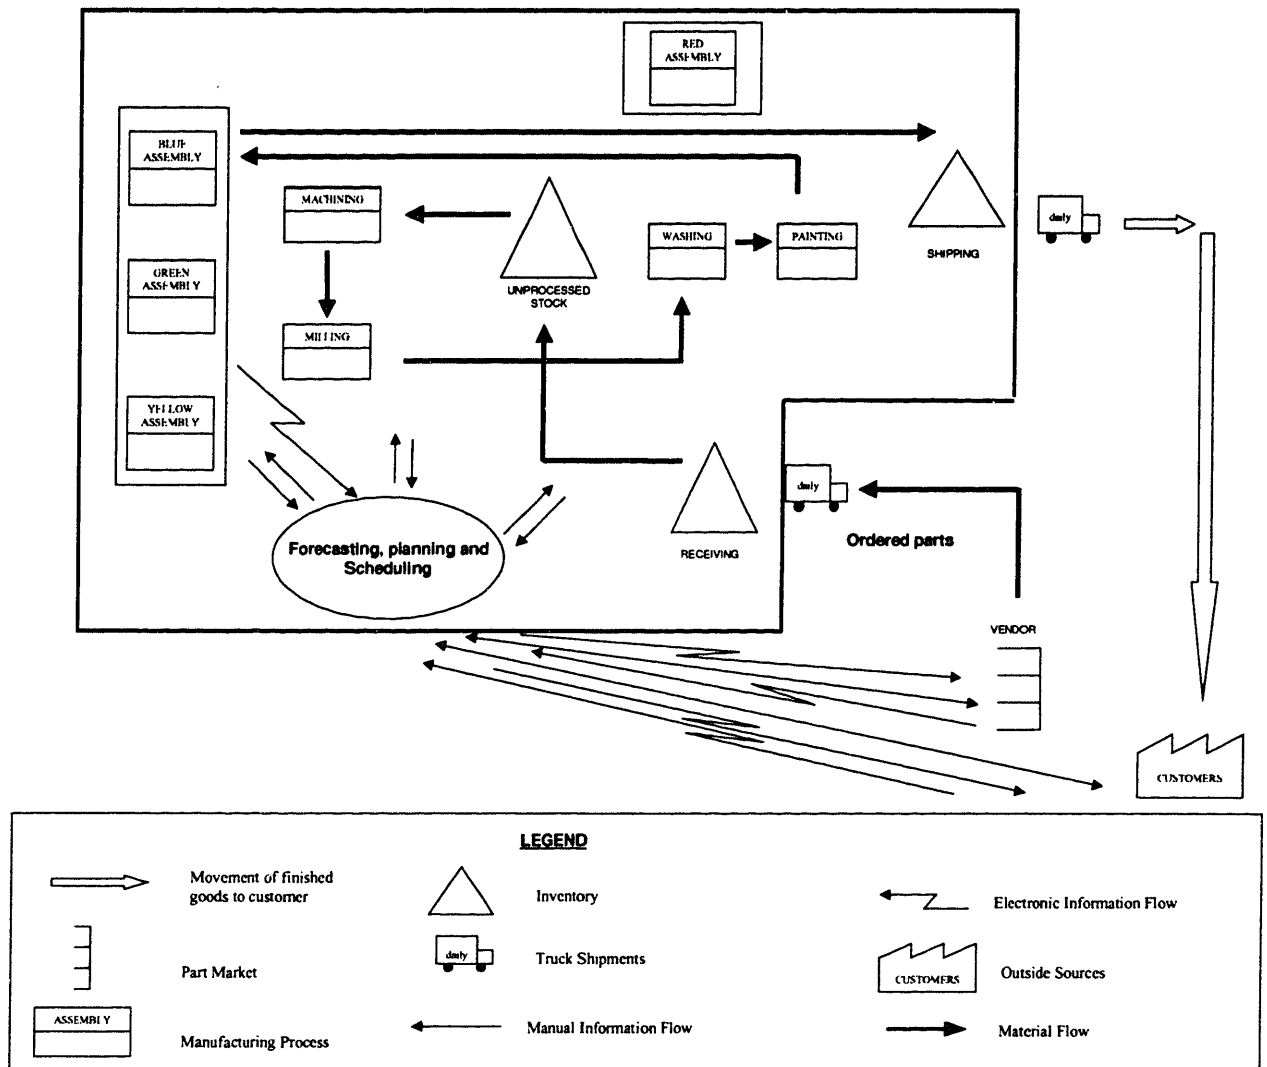 RED
ASSEMBLY
BLUE
ASSEMBLY
MACHINING
WASHING
PAINTING
daily
SHIPPING
GREEN
ASSEMBLY
UNPROCESSED
STOCK
MILLING
YELLOW
ASSEMBLY
daily
Forecasting, planning and
Scheduling
RECEIVING
Ordered parts
VENDOR
CUSTOMERS
LEGEND
Movement of finished
goods to customer
Inventory
Electronic Information Flow
Part Market
daily
Truck Shipments
CUSTOMERS
Outside Sources
ASSEMBLY
Manufacturing Process
Manual Information Flow
Material Flow